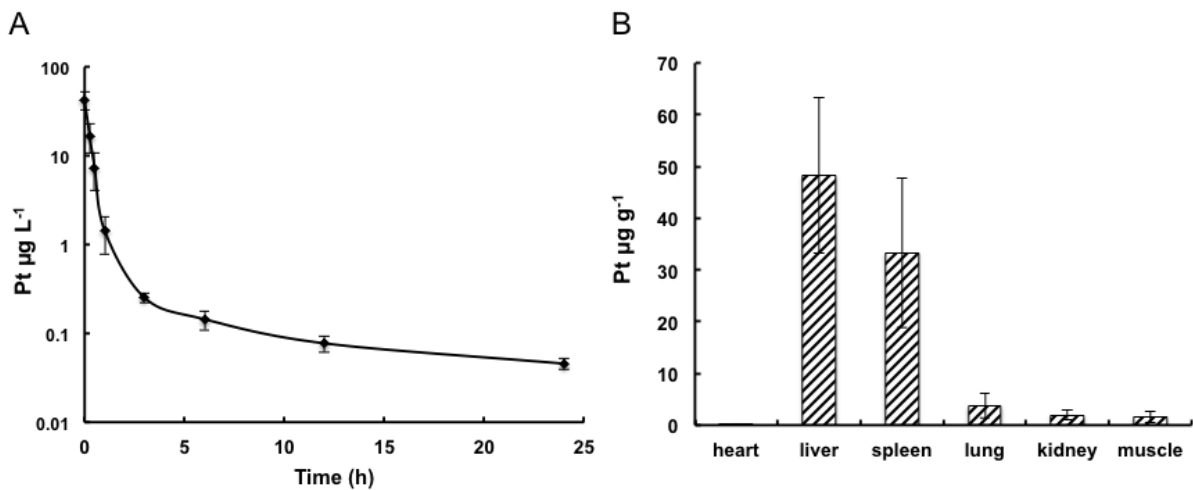 A
100
10
1
0.1
0.01
Pt µg L⁻¹
0 5 10 15 20 25
Time (h)
B
70
60
50
40
30
20
10
0
Pt µg g⁻¹
heart liver spleen lung kidney muscle